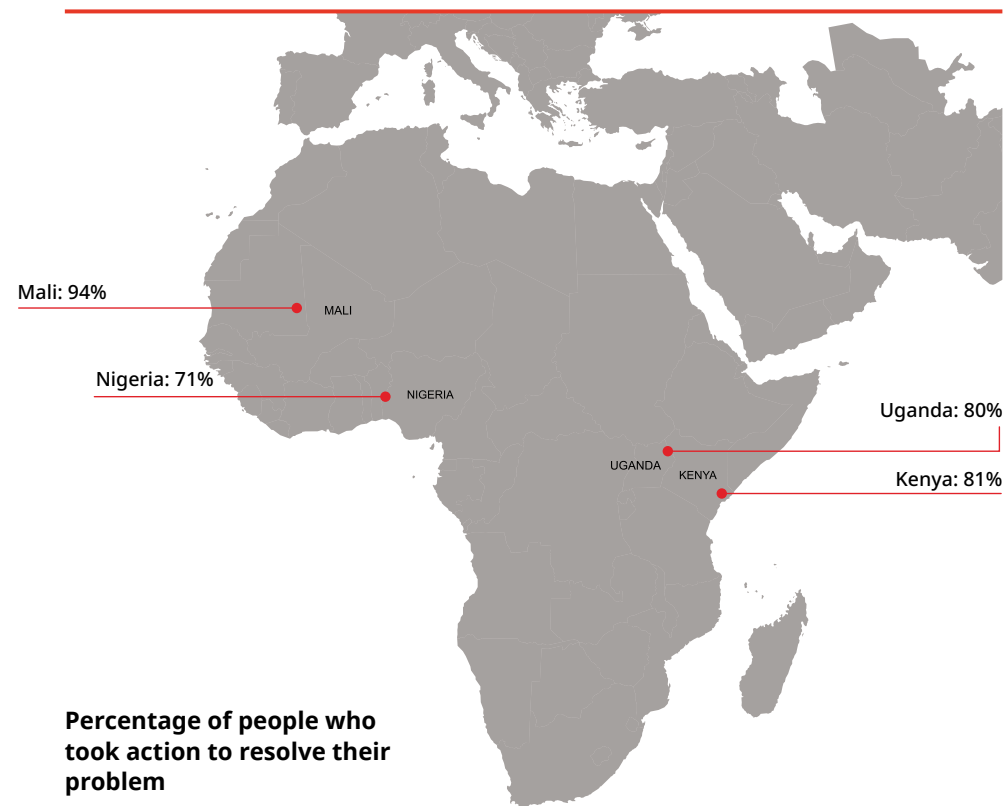 Mali: 94%
MALI
Nigeria: 71%
NIGERIA
Uganda: 80%
UGANDA
KENYA
Kenya: 81%
Percentage of people who
took action to resolve their
problem